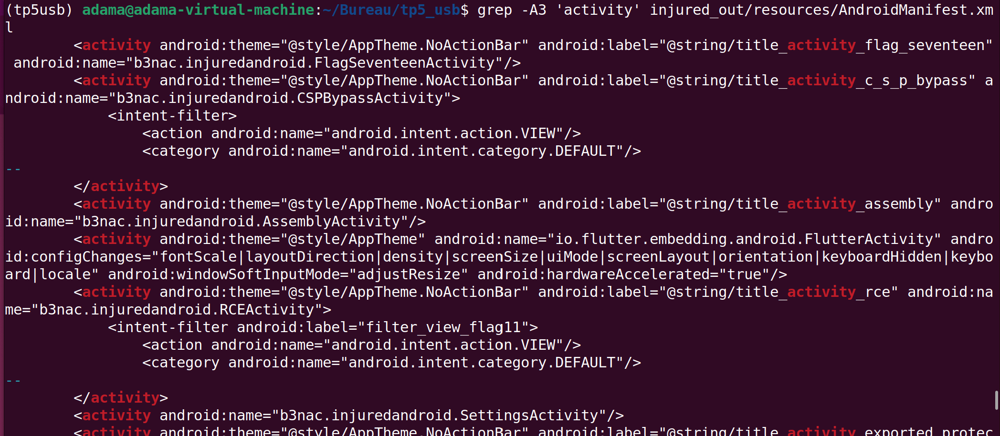 (tp5usb) adama@adama-virtual-machine:~/Bureau/tp5_usb$ grep -A3 'activity' injured_out/resources/AndroidManifest.xm
l
        <activity android:theme="@style/AppTheme.NoActionBar" android:label="@string/title_activity_flag_seventeen"
 android:name="b3nac.injuredandroid.FlagSeventeenActivity"/>
        <activity android:theme="@style/AppTheme.NoActionBar" android:label="@string/title_activity_c_s_p_bypass" a
ndroid:name="b3nac.injuredandroid.CSPBypassActivity">
            <intent-filter>
                <action android:name="android.intent.action.VIEW"/>
                <category android:name="android.intent.category.DEFAULT"/>
--
        </activity>
        <activity android:theme="@style/AppTheme.NoActionBar" android:label="@string/title_activity_assembly" andro
id:name="b3nac.injuredandroid.AssemblyActivity"/>
        <activity android:theme="@style/AppTheme" android:name="io.flutter.embedding.android.FlutterActivity" andro
id:configChanges="fontScale|layoutDirection|density|screenSize|uiMode|screenLayout|orientation|keyboardHidden|keybo
ard|locale" android:windowSoftInputMode="adjustResize" android:hardwareAccelerated="true"/>
        <activity android:theme="@style/AppTheme.NoActionBar" android:label="@string/title_activity_rce" android:na
me="b3nac.injuredandroid.RCEActivity">
            <intent-filter android:label="filter_view_flag11">
                <action android:name="android.intent.action.VIEW"/>
                <category android:name="android.intent.category.DEFAULT"/>
--
        </activity>
        <activity android:name="b3nac.injuredandroid.SettingsActivity"/>
        <activity android:theme="@style/AppTheme.NoActionBar" android:label="@string/title_activity_exported_protec